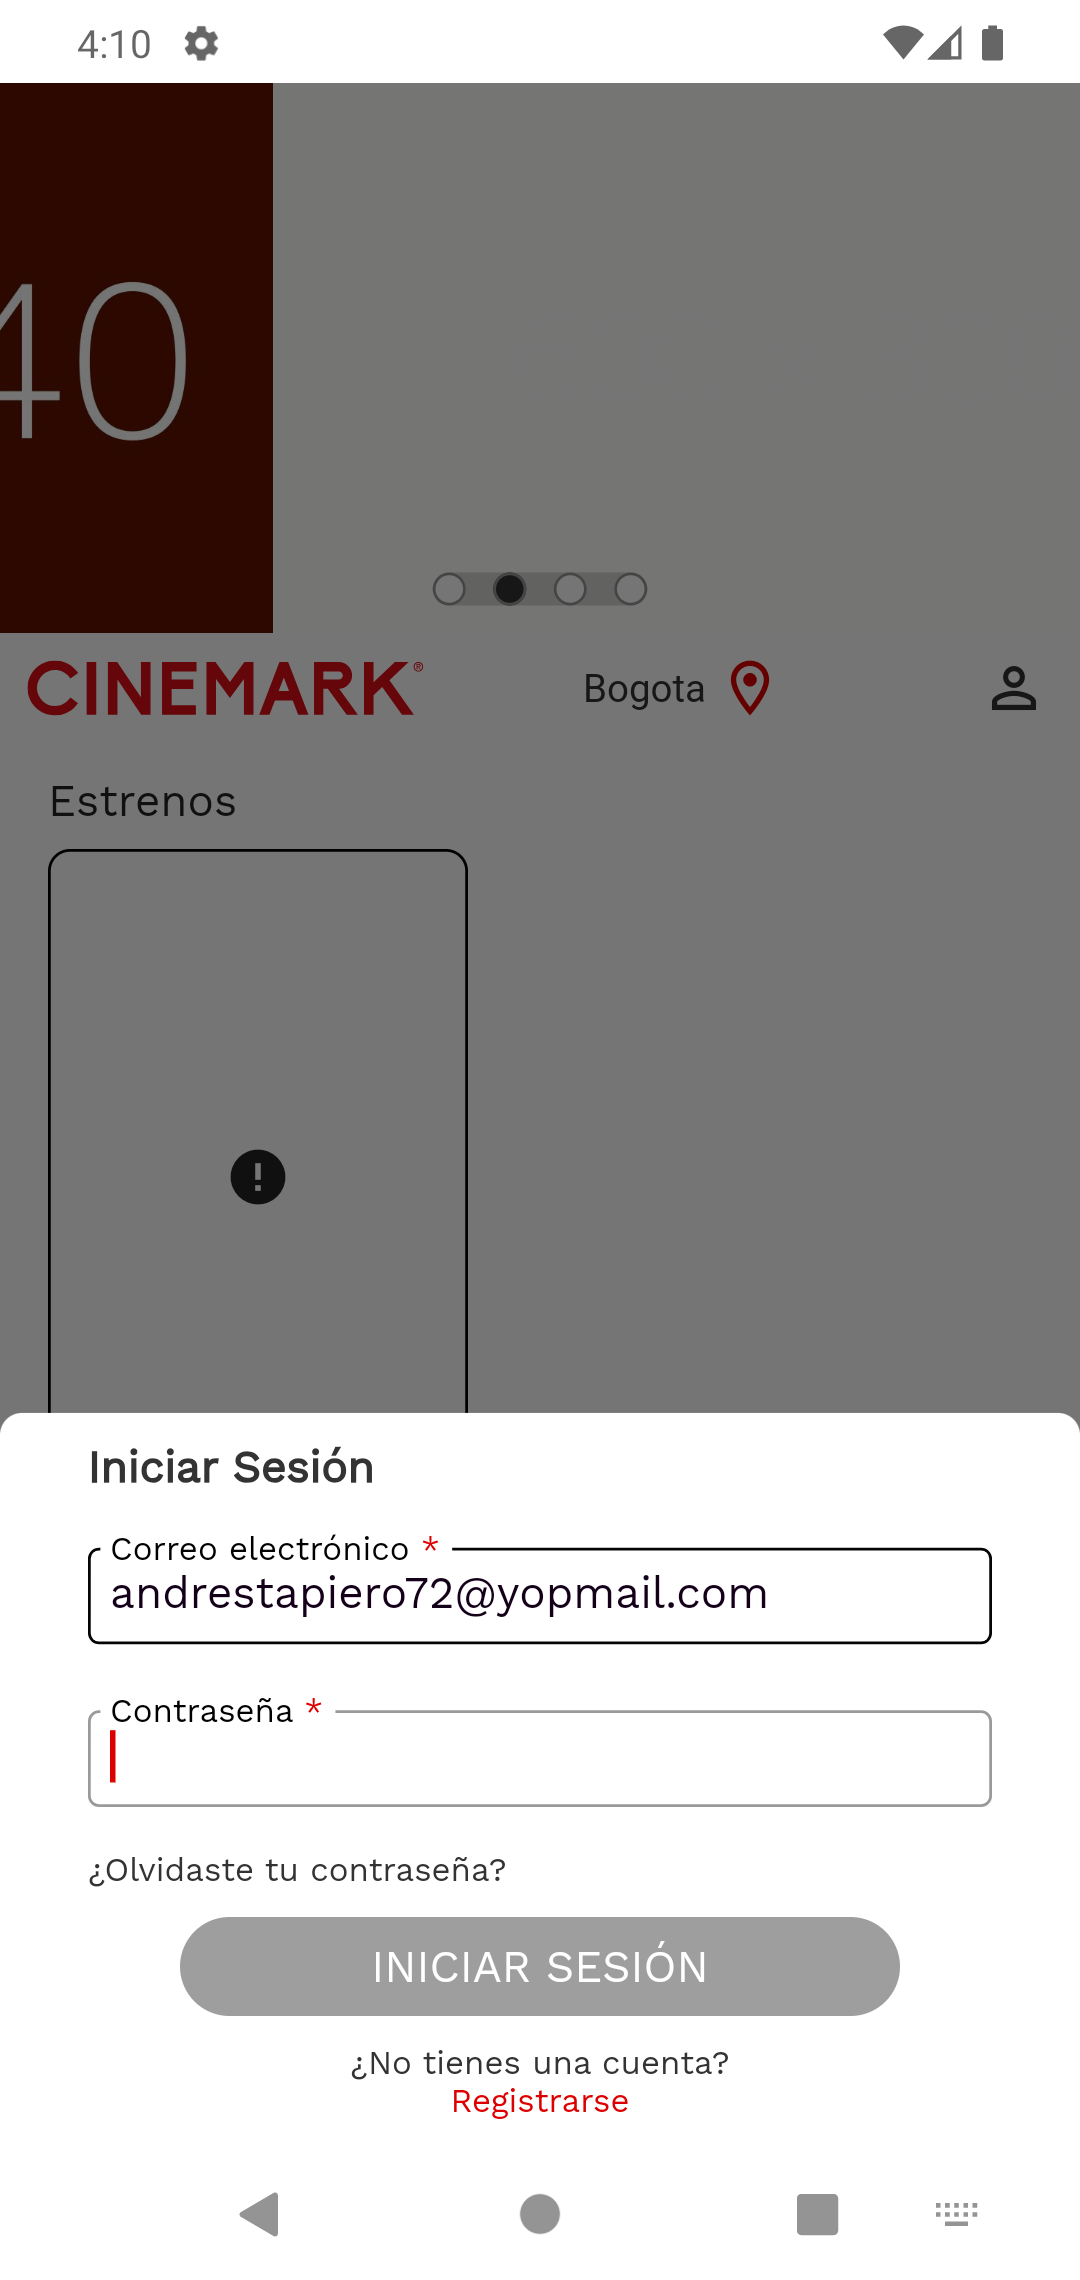 4:10
40
CINEMARK®
Bogota
Estrenos
Iniciar Sesión
Correo electrónico *
andrestapiero72@yopmail.com
Contraseña *
¿Olvidaste tu contraseña?
INICIAR SESIÓN
¿No tienes una cuenta?
Registrarse